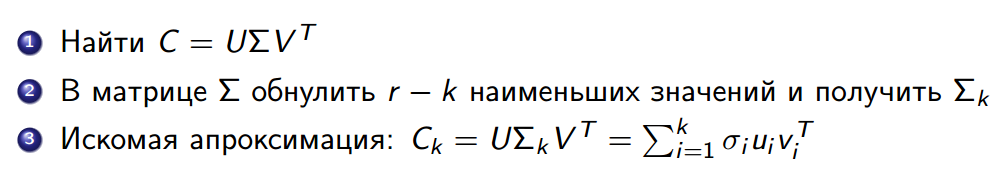 1 Найти C = UΣV^T
2 В матрице Σ обнулить r − k наименьших значений и получить Σ_k
3 Искомая апроксимация: C_k = UΣ_kV^T = ∑_{i=1}^{k} σ_i u_i v_i^T